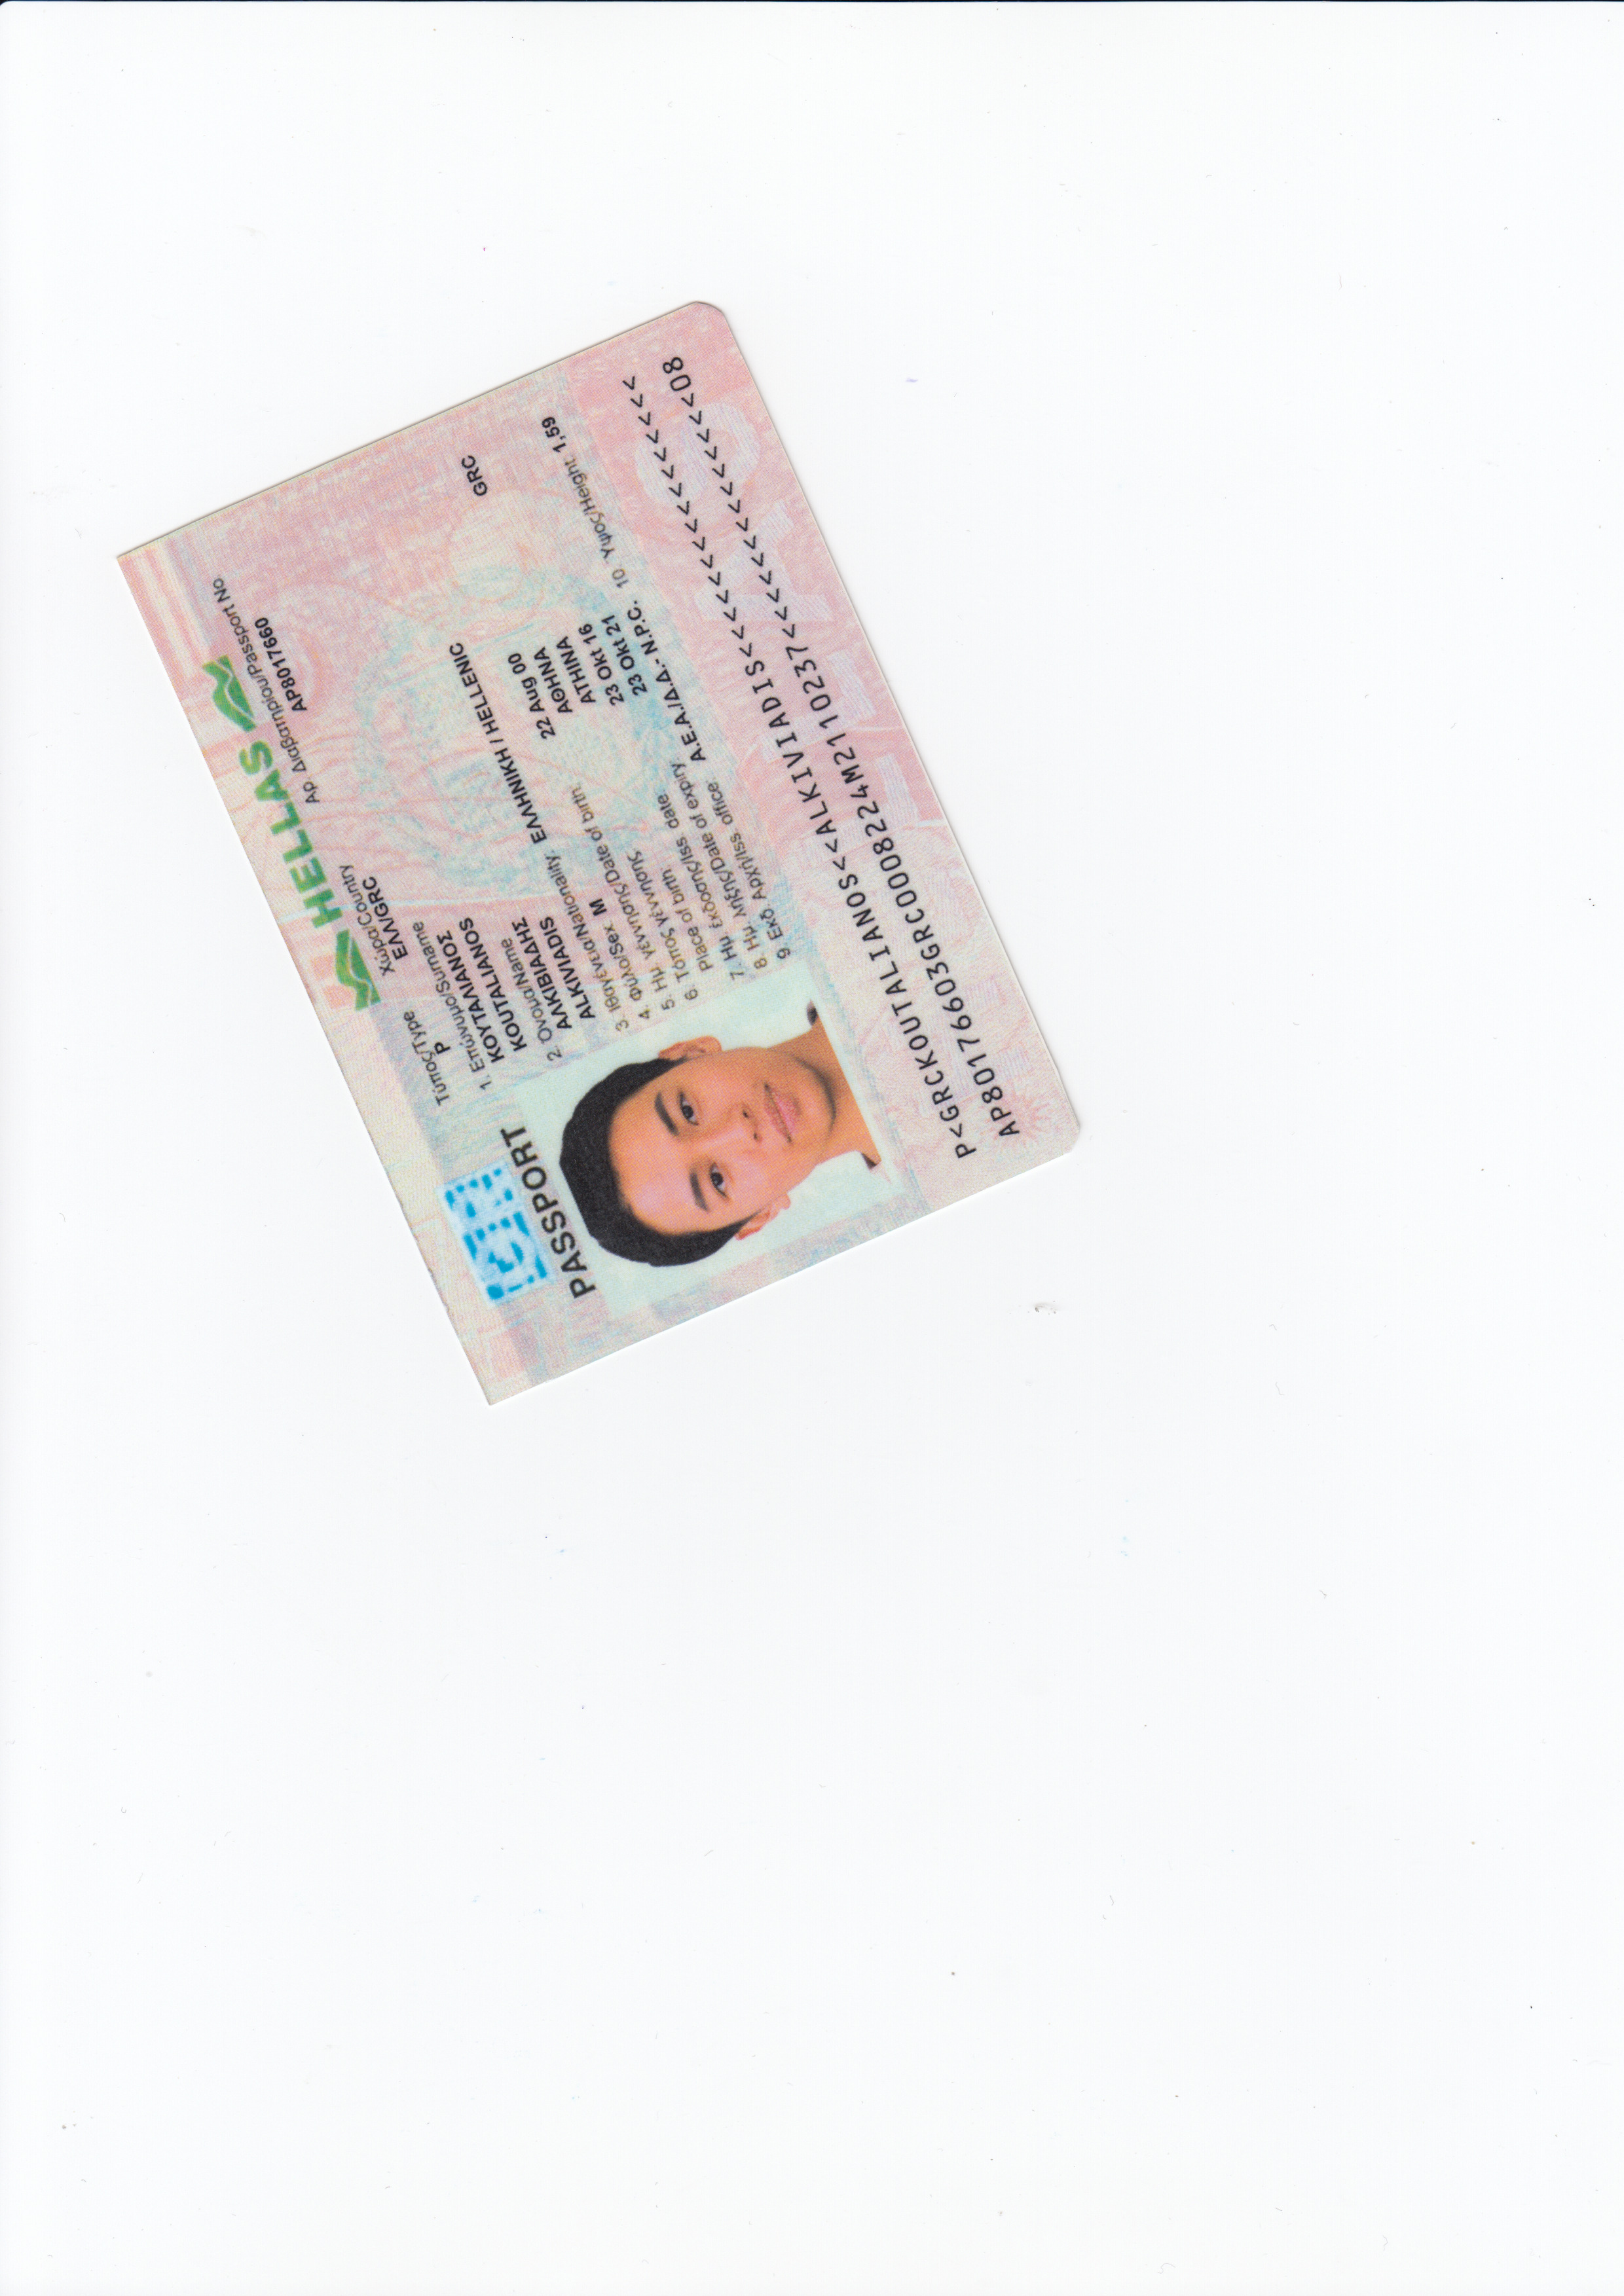 HELLAS
PASSPORT
Τύπος/Type
P
Χώρα/Country
ΕΛΛ/GRC
Αρ. Διαβατηρίου/Passport No.
AP8017660
1. Επώνυμο/Surname
ΚΟΥΤΑΛΙΑΝΟΣ
KOUTALIANOS
2. Όνομα/Name
ΑΛΚΙΒΙΑΔΗΣ
ALKIVIADIS
3. Ιθαγένεια/Nationality. ΕΛΛΗΝΙΚΗ / HELLENIC GRC
4. Φύλο/Sex M
5. Ημ. γέννησης/Date of birth. 22 Aug 00
6. Τόπος γέννησης ΑΘΗΝΑ
Place of birth. ATHINA
7. Ημ. έκδοσης/Iss. date. 23 Okt 16
8. Ημ. λήξης/Date of expiry 23 Okt 21
9. Εκδ. Αρχή/Iss. office. Α.Ε.Α./Δ.Δ.- N.P.C. 10. Ύψος/Height. 1,59
P<GRCKOUTALIANOS<<ALKIVIADIS<<<<<<<<<<<<<<<<
AP80176603GRC0008224M2110237<<<<<<<<<<<<<<08